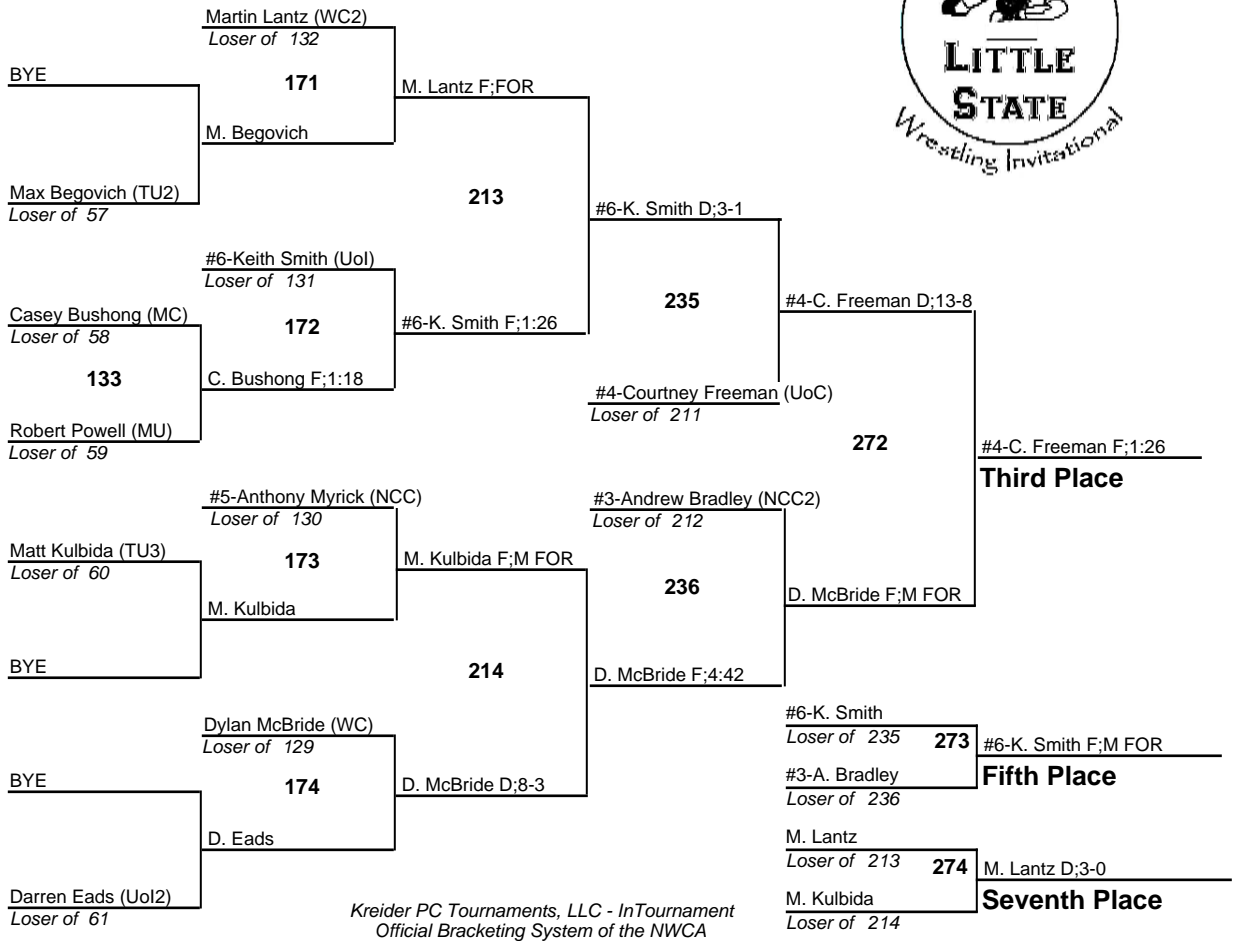 Martin Lantz (WC2)
Loser of 132
BYE
171
M. Lantz F;FOR
M. Begovich
Max Begovich (TU2)
Loser of 57
213
#6-K. Smith D;3-1
#6-Keith Smith (UoI)
Loser of 131
Casey Bushong (MC)
Loser of 58
172
#6-K. Smith F;1:26
235
#4-C. Freeman D;13-8
133
C. Bushong F;1:18
#4-Courtney Freeman (UoC)
Loser of 211
Robert Powell (MU)
Loser of 59
272
#4-C. Freeman F;1:26
Third Place
#5-Anthony Myrick (NCC)
Loser of 130
#3-Andrew Bradley (NCC2)
Loser of 212
Matt Kulbida (TU3)
Loser of 60
173
M. Kulbida F;M FOR
236
D. McBride F;M FOR
M. Kulbida
BYE
214
D. McBride F;4:42
Dylan McBride (WC)
Loser of 129
#6-K. Smith
Loser of 235
273
#6-K. Smith F;M FOR
Fifth Place
BYE
174
D. McBride D;8-3
#3-A. Bradley
Loser of 236
D. Eads
M. Lantz
Loser of 213
274
M. Lantz D;3-0
Seventh Place
Darren Eads (UoI2)
Loser of 61
M. Kulbida
Loser of 214
Kreider PC Tournaments, LLC - InTournament
Official Bracketing System of the NWCA
LITTLE
STATE
Wrestling Invitational